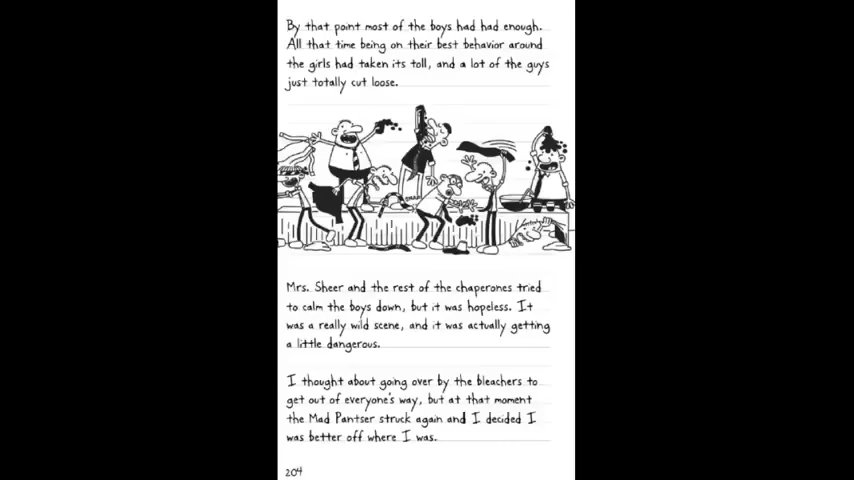 By that point most of the boys had had enough.
All that time being on their best behavior around
the girls had taken its toll, and a lot of the guys
just totally cut loose.
Mrs. Sheer and the rest of the chaperones tried
to calm the boys down, but it was hopeless. It
was a really wild scene, and it was actually getting
a little dangerous.
I thought about going over by the bleachers to
get out of everyone's way, but at that moment
the Mad Pantser struck again and I decided I
was better off where I was.
204